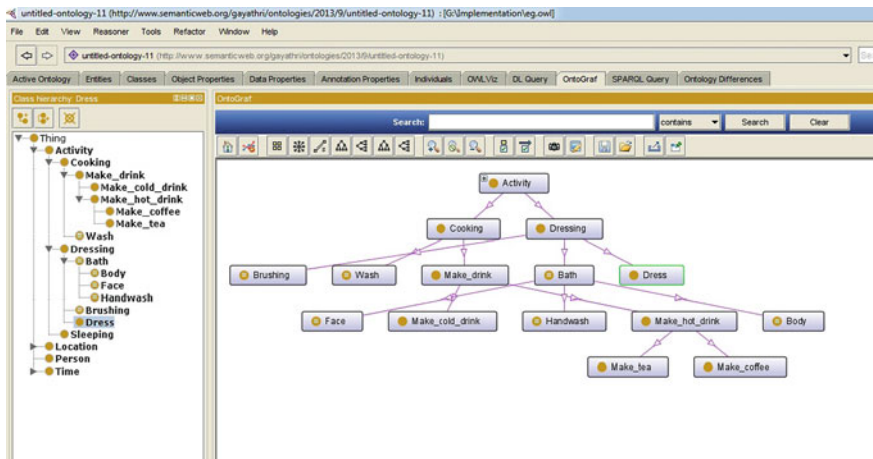 untitled-ontology-11 (http://www.semanticweb.org/gayathri/ontologies/2013/9/untitled-ontology-11) : [G:\Implementation\eg.owl]
File Edit View Reasoner Tools Refactor Window Help
untitled-ontology-11 (http://www.semanticweb.org/gayathri/ontologies/2013/9/untitled-ontology-11)
Active Ontology Entities Classes Object Properties Data Properties Annotation Properties Individuals OWLViz DL Query OntoGraf SPARQL Query Ontology Differences
Class hierarchy: Dress
Thing
Activity
Cooking
Make_drink
Make_cold_drink
Make_hot_drink
Make_coffee
Make_tea
Wash
Dressing
Bath
Body
Face
Handwash
Brushing
Dress
Sleeping
Location
Person
Time
OntoGraf
Search: contains Search Clear
Activity
Cooking Dressing
Brushing Wash Make_drink Bath Dress
Face Make_cold_drink Handwash Make_hot_drink Body
Make_tea Make_coffee